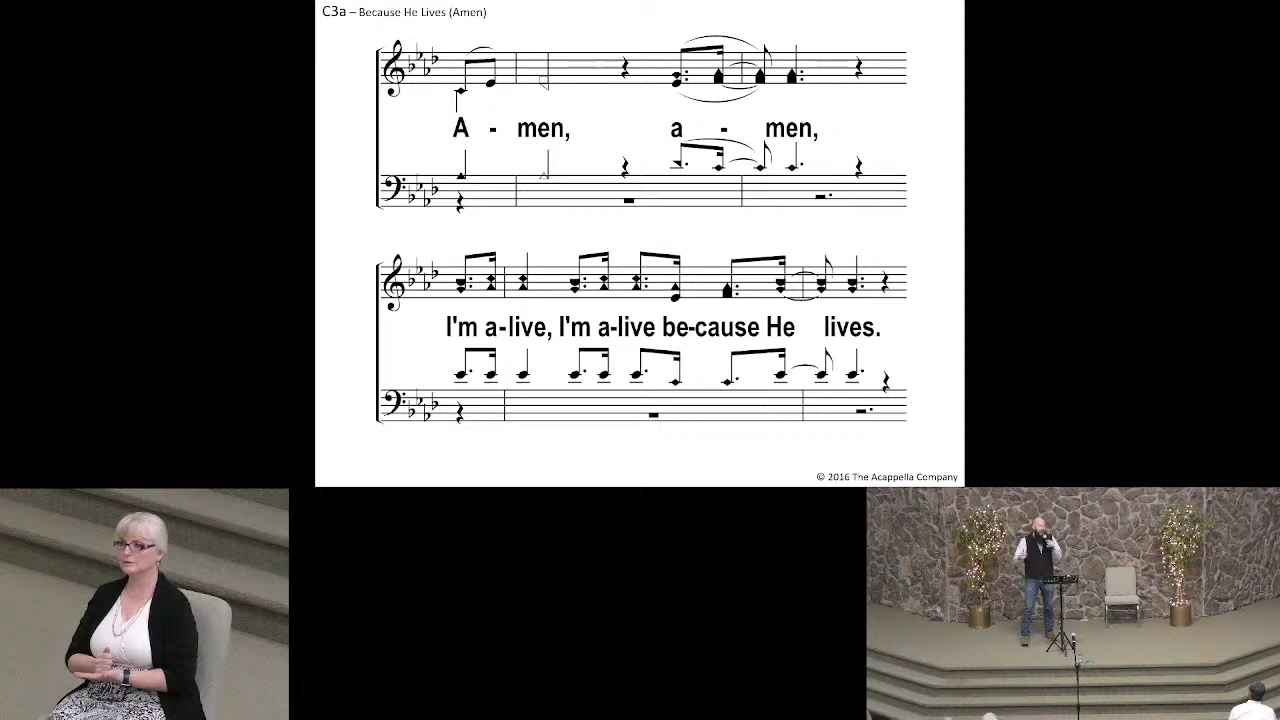 C3a – Because He Lives (Amen)
A - men, a - men,
I'm a-live, I'm a-live be-cause He lives.
© 2016 The Acappella Company